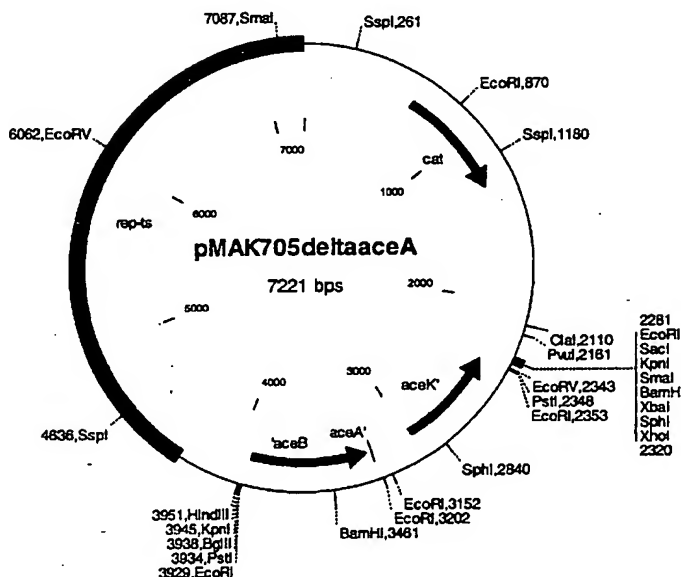 7087,SmaI
SspI,261
EcoRI,870
6062,EcoRV
SspI,1180
7000
cat
1000
rep-ts
6000
pMAK705deltaaceA
7221 bps
2000
5000
ClaI,2110
PvuI,2161
2281
EcoRI
SacI
KpnI
SmaI
BamHI
XbaI
SphI
XhoI
2320
EcoRV,2343
PstI,2348
EcoRI,2353
3000
aceK'
4000
4636,SspI
'aceB
aceA'
SphI,2840
EcoRI,3152
EcoRI,3202
BamHI,3461
3951,HindIII
3945,KpnI
3938,BglII
3934,PstI
3929,EcoRI